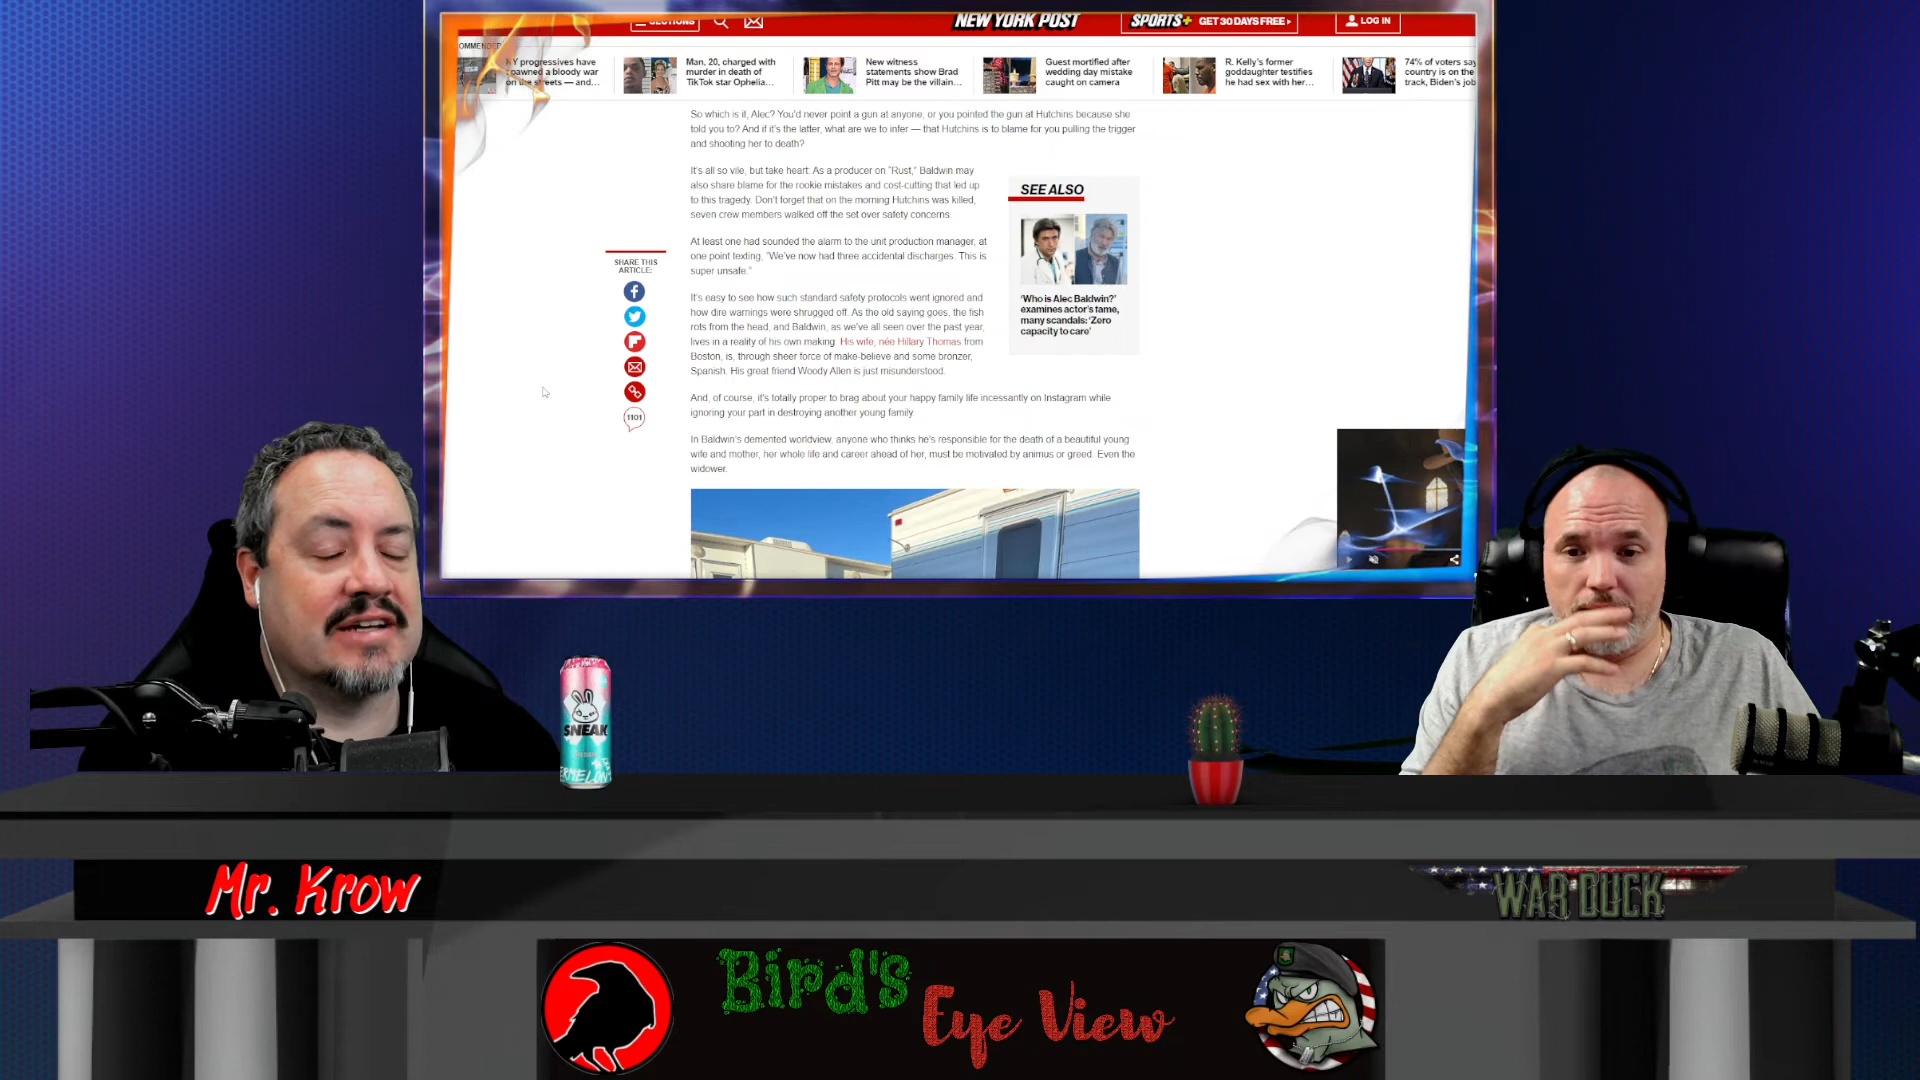 SECTIONS
NEW YORK POST
SPORTS+ GET 30 DAYS FREE
LOG IN
progressives have
pawned a bloody war
on the streets — and...
Man, 20, charged with
murder in death of
TikTok star Ophelia...
New witness
statements show Brad
Pitt may be the villain...
Guest mortified after
wedding day mistake
caught on camera
R. Kelly's former
goddaughter testifies
he had sex with her...
74% of voters say
country is on the
track, Biden's job
So which is it, Alec? You'd never point a gun at anyone, or you pointed the gun at Hutchins because she
told you to? And if it's the latter, what are we to infer — that Hutchins is to blame for you pulling the trigger
and shooting her to death?
It's all so vile, but take heart: As a producer on "Rust," Baldwin may
also share blame for the rookie mistakes and cost-cutting that led up
to this tragedy. Don't forget that on the morning Hutchins was killed,
seven crew members walked off the set over safety concerns.
At least one had sounded the alarm to the unit production manager, at
one point texting, "We've now had three accidental discharges. This is
super unsafe."
It's easy to see how such standard safety protocols went ignored and
how dire warnings were shrugged off. As the old saying goes, the fish
rots from the head, and Baldwin, as we've all seen over the past year,
lives in a reality of his own making. His wife, née Hillary Thomas from
Boston, is, through sheer force of make-believe and some bronzer,
Spanish. His great friend Woody Allen is just misunderstood.
And, of course, it's totally proper to brag about your happy family life incessantly on Instagram while
ignoring your part in destroying another young family
In Baldwin's demented worldview, anyone who thinks he's responsible for the death of a beautiful young
wife and mother, her whole life and career ahead of her, must be motivated by animus or greed. Even the
widower.
SEE ALSO
'Who is Alec Baldwin?'
examines actor's fame,
many scandals: 'Zero
capacity to care'
SHARE THIS
ARTICLE:
1101
SNEAK
ERMELON
Mr. Krow
WAR DUCK
Bird's
Eye View